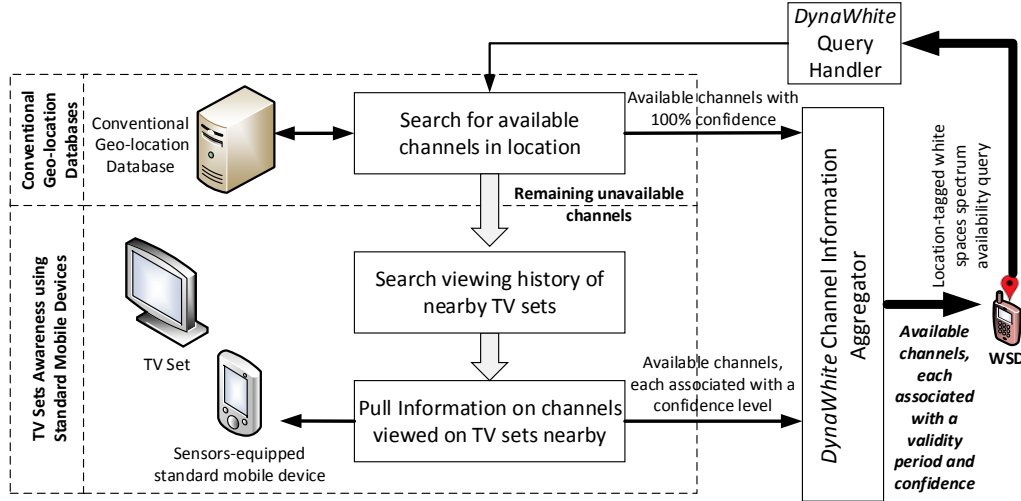 DynaWhite
Query
Handler
Conventional
Geo-location
Databases
Conventional
Geo-location
Database
Search for available
channels in location
Available channels with
100% confidence
Remaining unavailable
channels
TV Sets Awareness using
Standard Mobile Devices
TV Set
Search viewing history of
nearby TV sets
Sensors-equipped
standard mobile device
Pull Information on channels
viewed on TV sets nearby
Available channels,
each associated with a
confidence level
DynaWhite Channel Information
Aggregator
Location-tagged white
spaces spectrum
availability query
WSD
Available
channels,
each
associated
with a
validity
period and
confidence